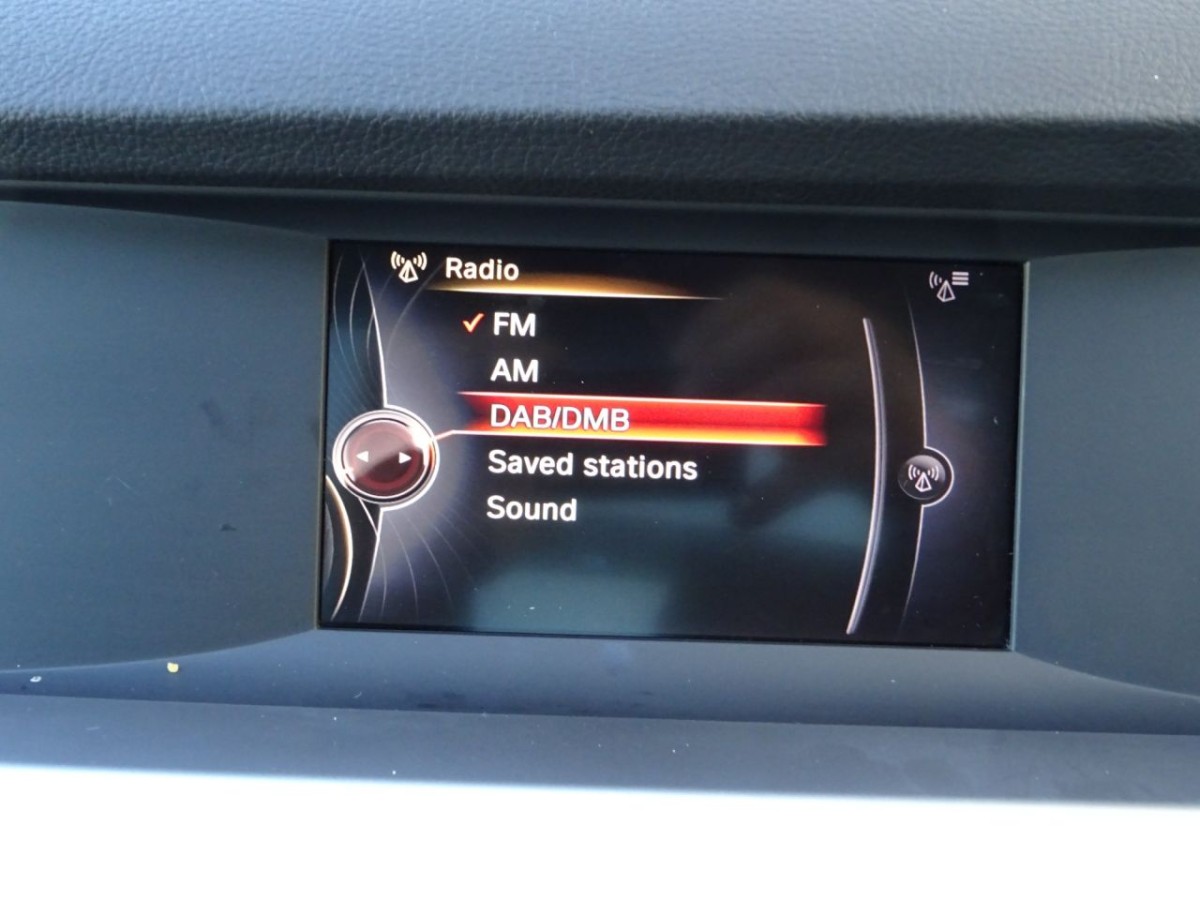 Radio
FM
AM
DAB/DMB
Saved stations
Sound